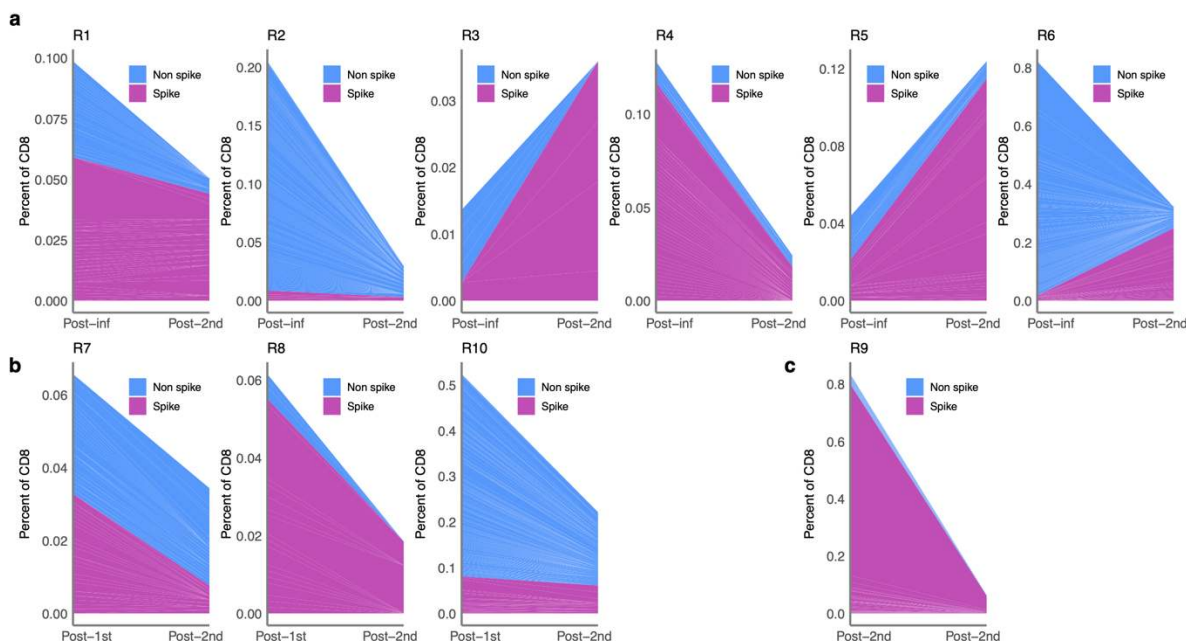 a
R1
Percent of CD8
0.100
0.075
0.050
0.025
0.000
Non spike
Spike
Post–inf
Post–2nd
R2
Percent of CD8
0.20
0.15
0.10
0.05
0.00
Non spike
Spike
Post–inf
Post–2nd
R3
Percent of CD8
0.03
0.02
0.01
0.00
Non spike
Spike
Post–inf
Post–2nd
R4
Percent of CD8
0.10
0.05
0.00
Non spike
Spike
Post–inf
Post–2nd
R5
Percent of CD8
0.12
0.08
0.04
0.00
Non spike
Spike
Post–inf
Post–2nd
R6
Percent of CD8
0.8
0.6
0.4
0.2
0.0
Non spike
Spike
Post–inf
Post–2nd
b
R7
Percent of CD8
0.06
0.04
0.02
0.00
Non spike
Spike
Post–1st
Post–2nd
R8
Percent of CD8
0.06
0.04
0.02
0.00
Non spike
Spike
Post–1st
Post–2nd
R10
Percent of CD8
0.5
0.4
0.3
0.2
0.1
0.0
Non spike
Spike
Post–1st
Post–2nd
c
R9
Percent of CD8
0.8
0.6
0.4
0.2
0.0
Non spike
Spike
Post–2nd
Post–2nd